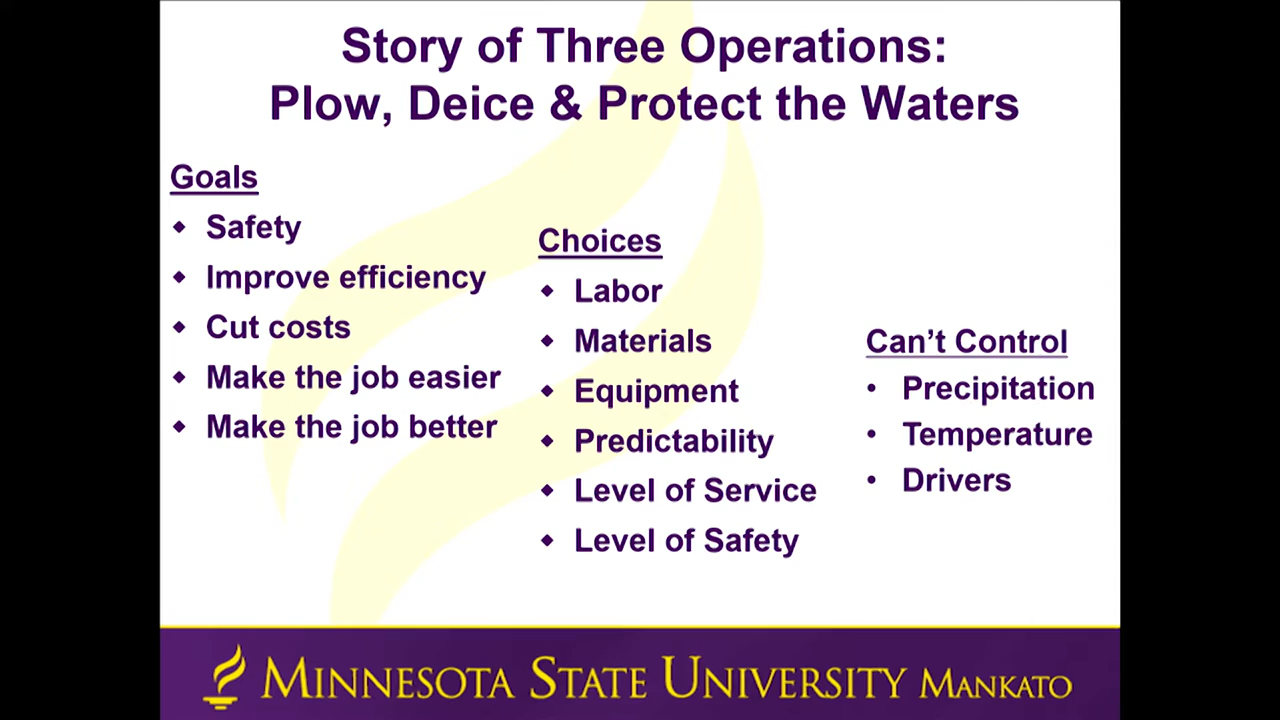 Story of Three Operations:
Plow, Deice & Protect the Waters
Goals
Safety
Improve efficiency
Cut costs
Make the job easier
Make the job better
Choices
Labor
Materials
Equipment
Predictability
Level of Service
Level of Safety
Can’t Control
Precipitation
Temperature
Drivers
MINNESOTA STATE UNIVERSITY MANKATO